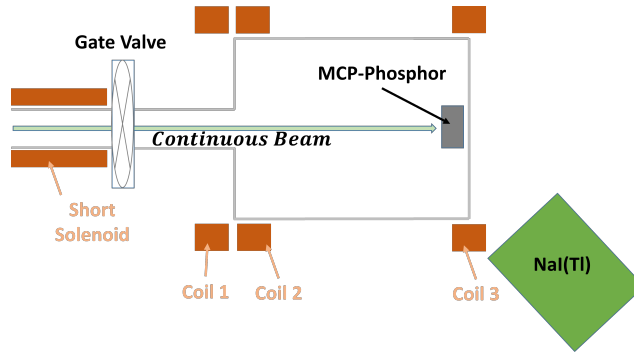 Gate Valve
MCP-Phosphor
Continuous Beam
Short
Solenoid
Coil 1
Coil 2
Coil 3
NaI(Tl)